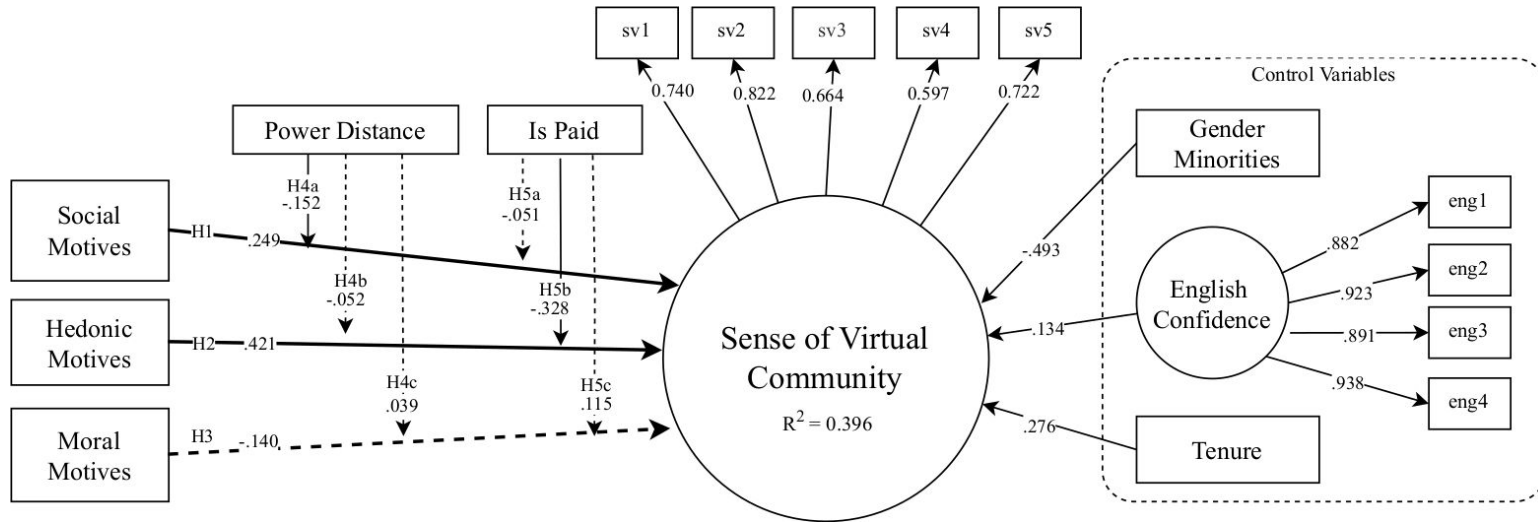 sv1
sv2
sv3
sv4
sv5
0.740
0.822
0.664
0.597
0.722
Control Variables
Power Distance
Is Paid
Gender
Minorities
H4a
-.152
H5a
-.051
Social
Motives
H1
.249
H4b
-.052
H5b
-.328
-.493
eng1
.882
eng2
.923
English
Confidence
.134
eng3
.891
eng4
.938
Hedonic
Motives
H2
.421
Sense of Virtual
Community
R² = 0.396
H4c
.039
H5c
.115
Moral
Motives
H3
-.140
.276
Tenure